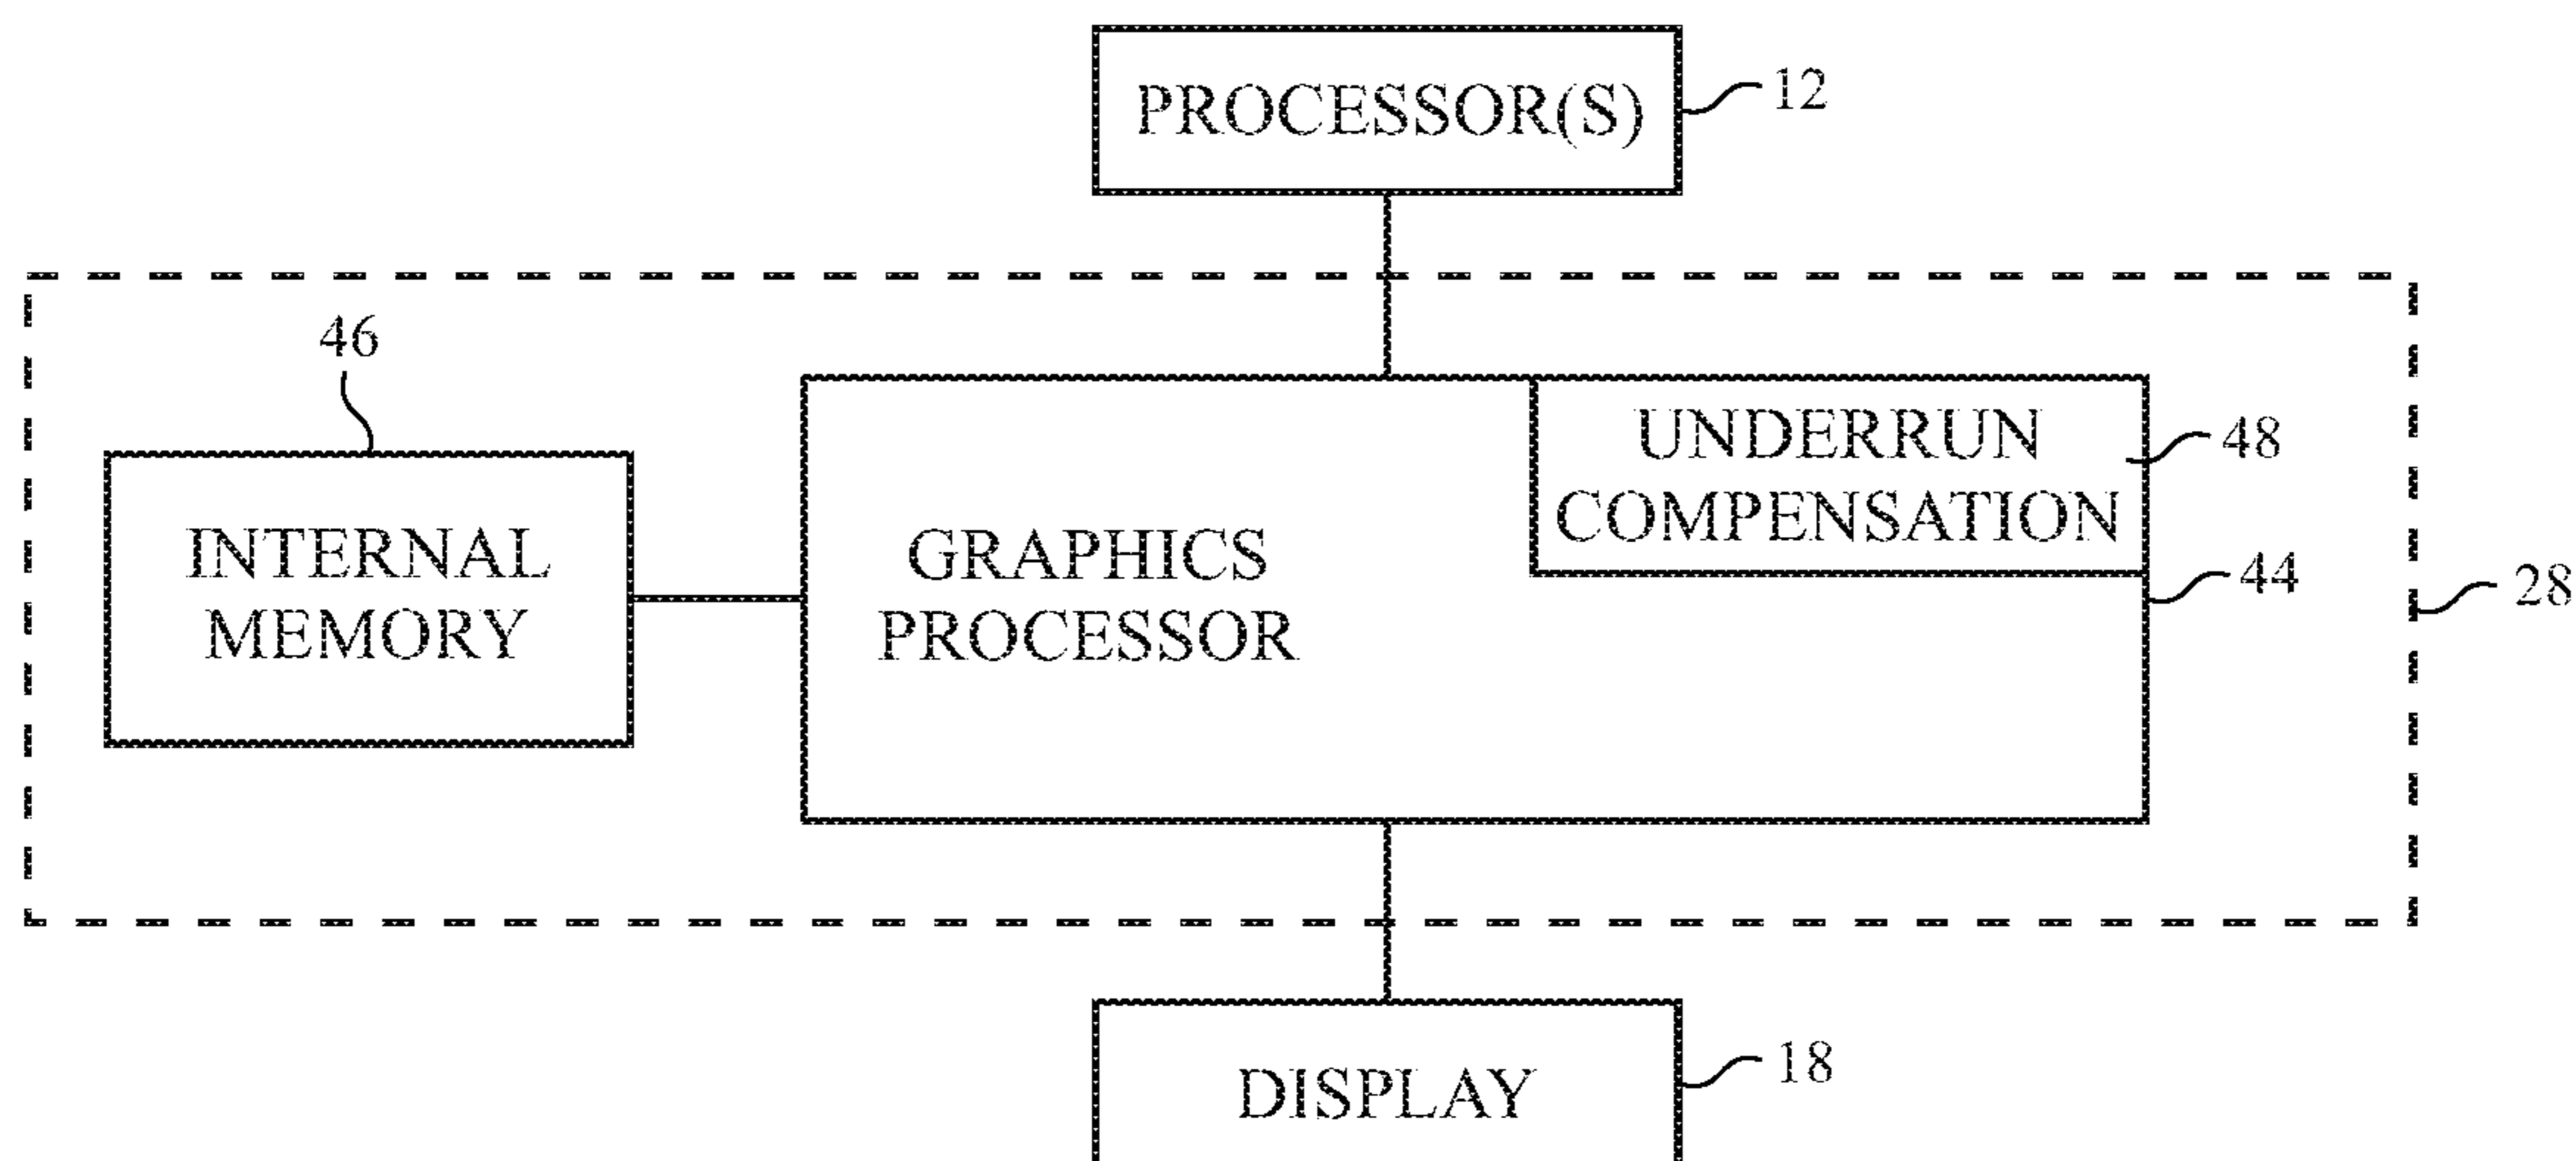 PROCESSOR(S)
12
46
UNDERRUN
COMPENSATION
48
INTERNAL
MEMORY
GRAPHICS
PROCESSOR
44
28
DISPLAY
18